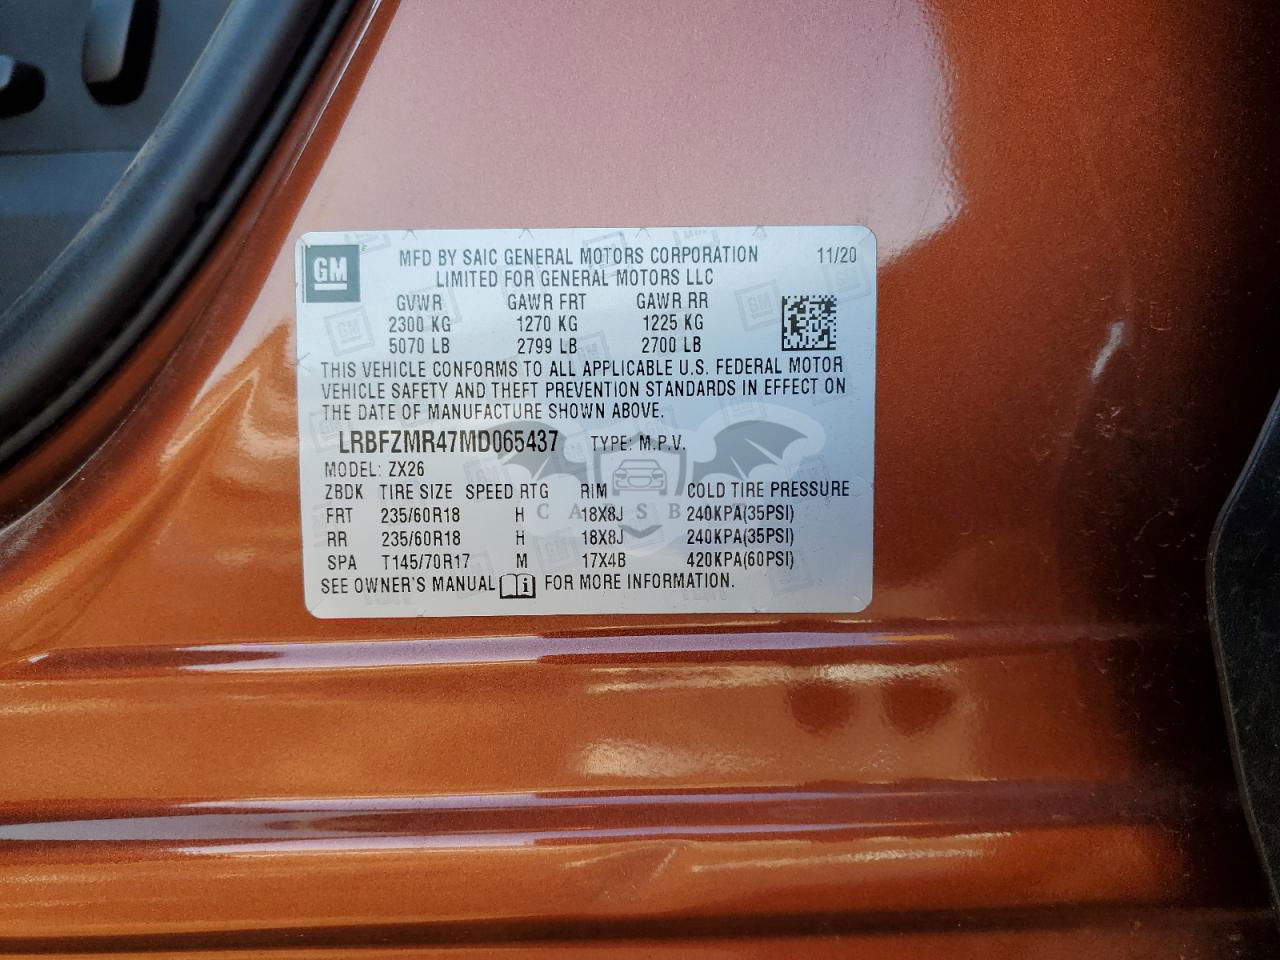 GM
MFD BY SAIC GENERAL MOTORS CORPORATION 11/20
LIMITED FOR GENERAL MOTORS LLC
GVWR GAWR FRT GAWR RR
2300 KG 1270 KG 1225 KG
5070 LB 2799 LB 2700 LB
THIS VEHICLE CONFORMS TO ALL APPLICABLE U.S. FEDERAL MOTOR
VEHICLE SAFETY AND THEFT PREVENTION STANDARDS IN EFFECT ON
THE DATE OF MANUFACTURE SHOWN ABOVE.
LRBFZMR47MD065437 TYPE: M.P.V.
MODEL: ZX26
ZBDK TIRE SIZE SPEED RTG RIM COLD TIRE PRESSURE
FRT 235/60R18 H 18X8J 240KPA(35PSI)
RR 235/60R18 H 18X8J 240KPA(35PSI)
SPA T145/70R17 M 17X4B 420KPA(60PSI)
SEE OWNER'S MANUAL i FOR MORE INFORMATION.